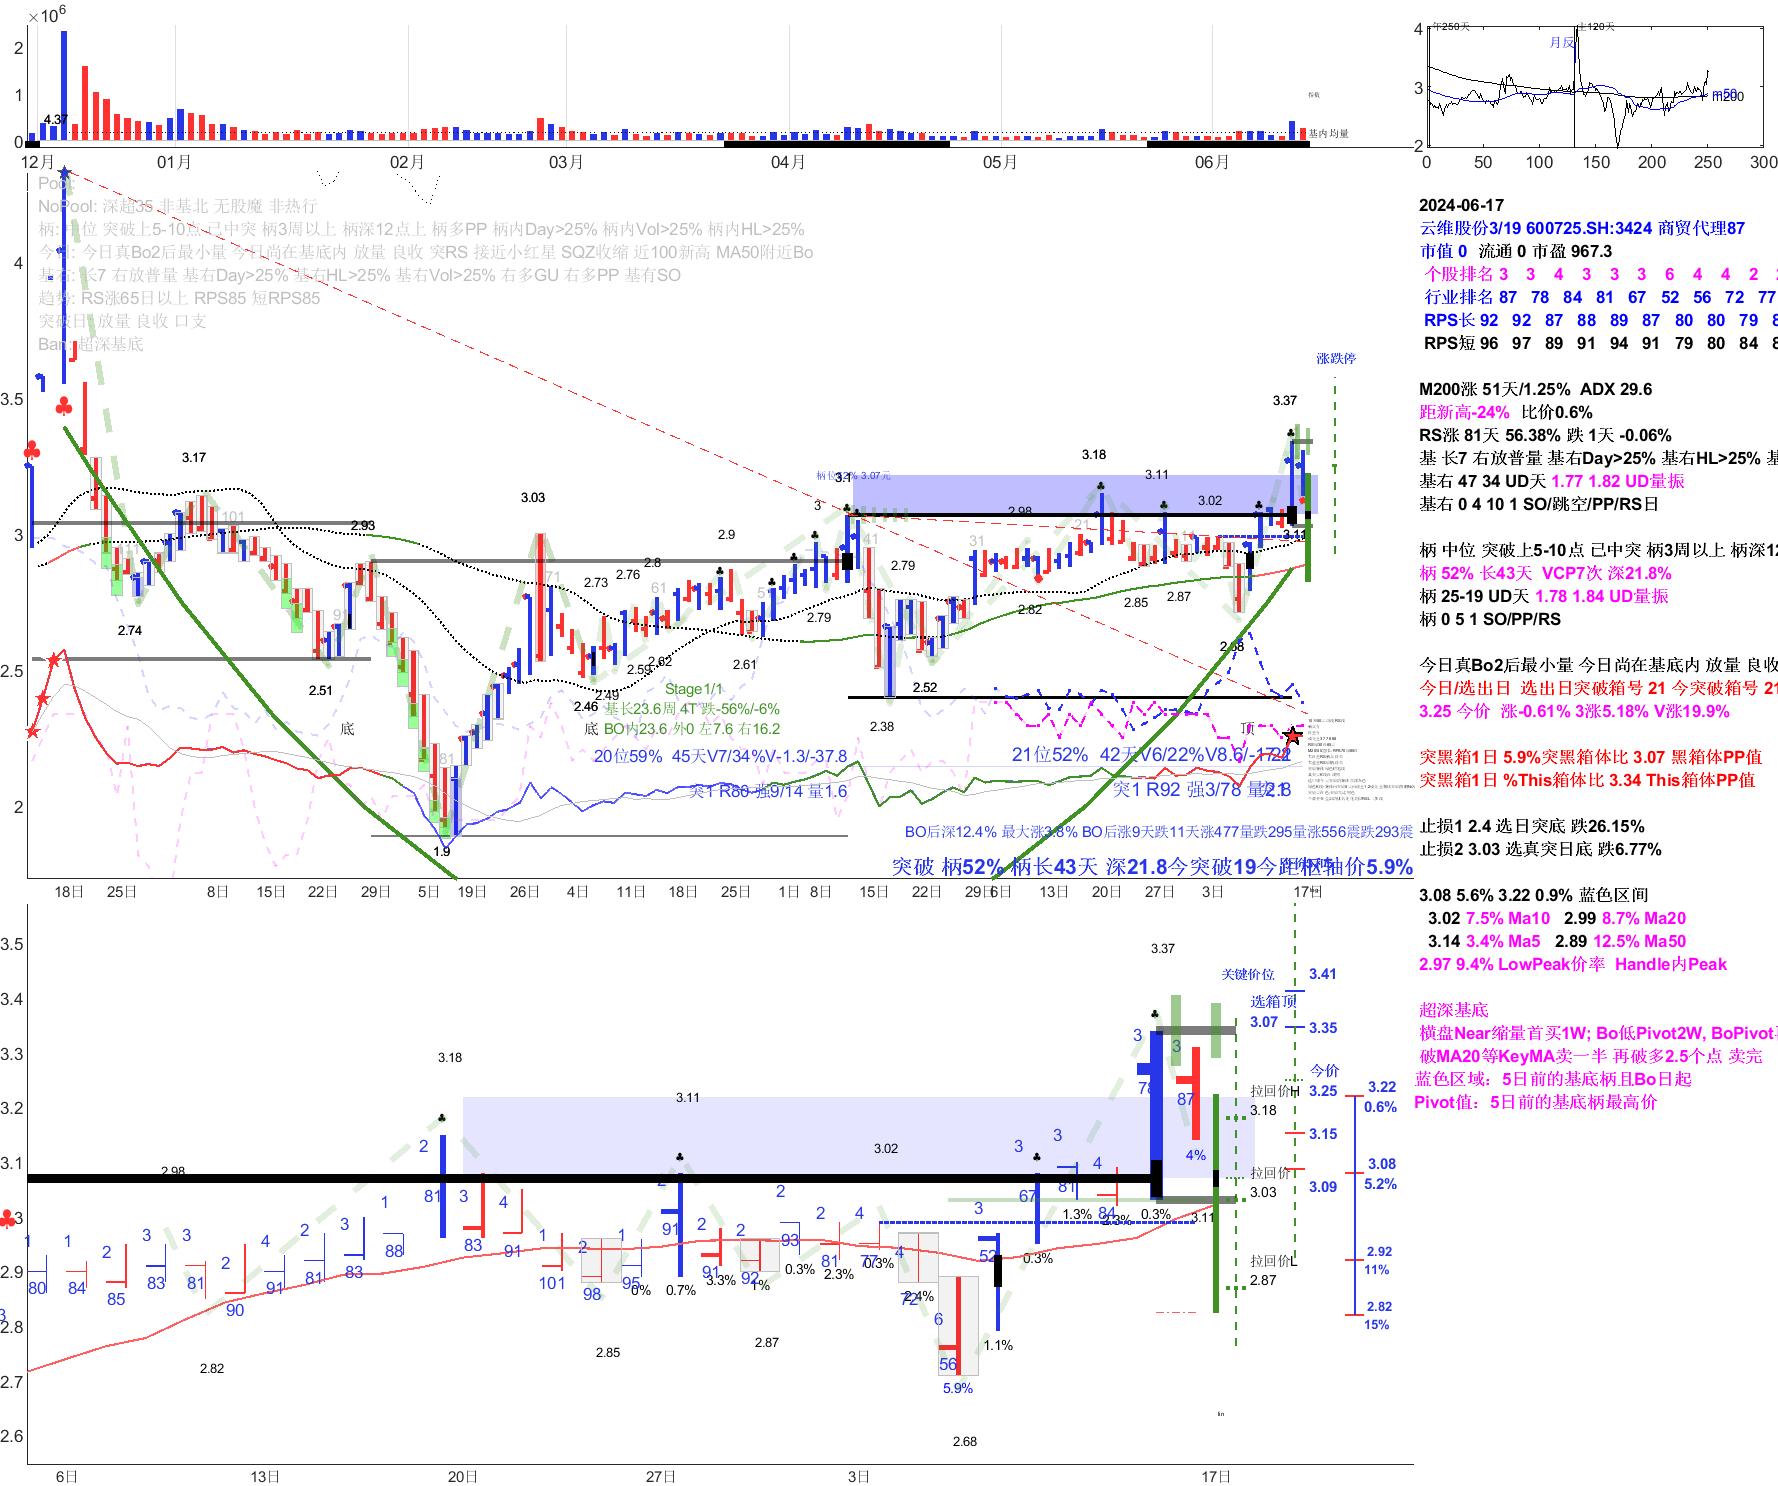 ×10⁶
2
1
0
4.37
基内均量
12月 01月 02月 03月 04月 05月 06月
年250天 主120天
月反
4
3
2
m200
0 50 100 150 200 250 300
Pool:
NoPool: 深超35 非基北 无股魔 非热行
柄: 中位 突破上5-10点 己中突 柄3周以上 柄深12点上 柄多PP 柄内Day>25% 柄内Vol>25% 柄内HL>25%
今日: 今日真Bo2后最小量 今日尚在基底内 放量 良收 突RS 接近小红星 SQZ收缩 近100新高 MA50附近Bo
基右: 长7 右放普量 基右Day>25% 基右HL>25% 基右Vol>25% 右多GU 右多PP 基有SO
趋势: RS涨65日以上 RPS85 短RPS85
突破日: 放量 良收 口支
Ban: 超深基底
4
3.5
3
2.5
2
涨跌停
3.37
3.17
101
2.93
3.03
2.9
2.8
2.76
2.73
61
71
3
3.1
柄位52% 3.07元
41
2.79
31
2.98
21
3.18
3.11
3.02
11
2.74
2.51
91
2.46
2.49
2.59
2.62
2.61
2.79
2.38
2.52
2.82
2.85
2.87
2.68
底
底
顶
81
1.9
Stage1/1
基长23.6周 4T 跌-56%/-6%
BO内23.6 外0 左7.6 右16.2
20位59% 45天V7/34%V-1.3/-37.8
突1 R80 强9/14 量1.6
21位52% 42天V6/22%V8.6/-17.2
突1 R92 强3/78 量2.8
BO后深12.4% 最大涨3.8% BO后涨9天跌11天涨477量跌295量涨556震跌293震
突破 柄52% 柄长43天 深21.8今突破19今距枢轴价5.9%
18日 25日 8日 15日 22日 29日 5日 19日 26日 4日 11日 18日 25日 1日 8日 15日 22日 29日 6日 13日 20日 27日 3日 17日
3.5
3.4
3.3
3.2
3.1
3
2.9
2.8
2.7
2.6
3.37
3.18
3.11
3.02
2.98
3.11
2.82
2.85
2.87
2.68
1 1 2 3 3 2 4 2 3 1 2 3 4 1 2 1 2 2 2 2 4 4 6 3 3 3 4 3 3
80 84 85 83 81 90 91 81 83 88 81 83 91 101 98 95 91 91 92 93 81 77 72 56 52 67 81 84 78 87
0% 0.7% 3.3% 1% 0.3% 2.3% 0.3% 2.4% 5.9% 1.1% 0.3% 1.3% 2.3% 0.3% 4%
关键价位 3.41
选箱顶
3.07
3.35
今价
3.25
拉回价H
3.18
3.15
拉回价
3.03
3.09
拉回价L
2.87
3.22
0.6%
3.08
5.2%
2.92
11%
2.82
15%
6日 13日 20日 27日 3日 17日
2024-06-17
云维股份3/19 600725.SH:3424 商贸代理87
市值 0 流通 0 市盈 967.3
个股排名 3 3 4 3 3 3 6 4 4 2
行业排名 87 78 84 81 67 52 56 72 77
RPS长 92 92 87 88 89 87 80 80 79
RPS短 96 97 89 91 94 91 79 80 84
M200涨 51天/1.25% ADX 29.6
距新高-24% 比价0.6%
RS涨 81天 56.38% 跌 1天 -0.06%
基 长7 右放普量 基右Day>25% 基右HL>25%
基右 47 34 UD天 1.77 1.82 UD量振
基右 0 4 10 1 SO/跳空/PP/RS日
柄 中位 突破上5-10点 己中突 柄3周以上 柄深12
柄 52% 长43天 VCP7次 深21.8%
柄 25-19 UD天 1.78 1.84 UD量振
柄 0 5 1 SO/PP/RS
今日真Bo2后最小量 今日尚在基底内 放量 良收
今日/选出日 选出日突破箱号 21 今突破箱号 21
3.25 今价 涨-0.61% 3涨5.18% V涨19.9%
突黑箱1日 5.9%突黑箱体比 3.07 黑箱体PP值
突黑箱1日 %This箱体比 3.34 This箱体PP值
止损1 2.4 选日突底 跌26.15%
止损2 3.03 选真突日底 跌6.77%
3.08 5.6% 3.22 0.9% 蓝色区间
3.02 7.5% Ma10 2.99 8.7% Ma20
3.14 3.4% Ma5 2.89 12.5% Ma50
2.97 9.4% LowPeak价率 Handle内Peak
超深基底
横盘Near缩量首买1W; Bo低Pivot2W, BoPivot
破MA20等KeyMA卖一半 再破多2.5个点 卖完
蓝色区域：5日前的基底柄且Bo日起
Pivot值：5日前的基底柄最高价